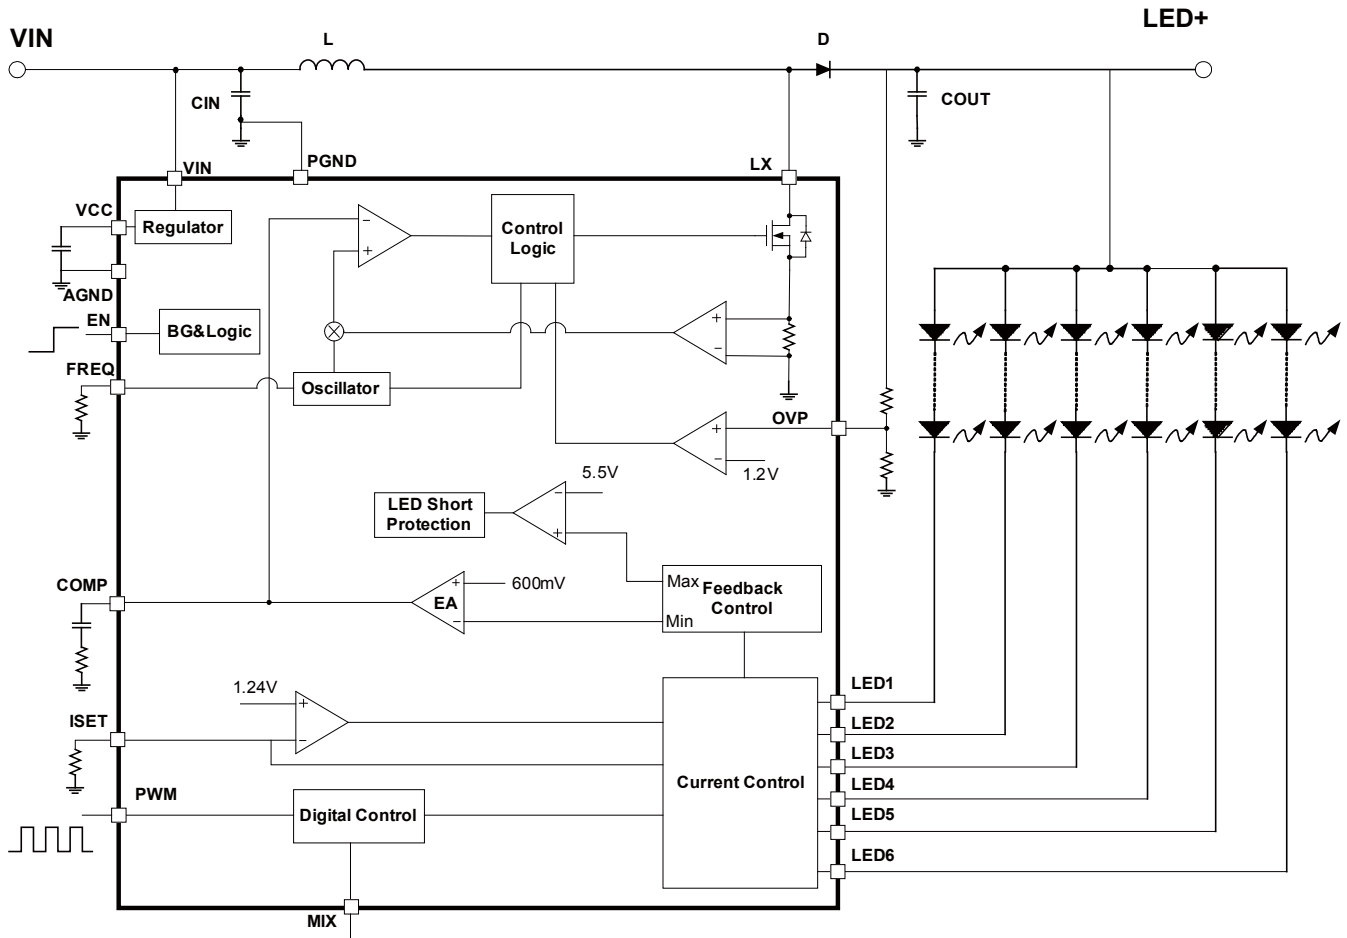 LED+
VIN
L
D
CIN
COUT
PGND
VIN
LX
VCC
Regulator
Control
Logic
−
+
AGND
EN
BG&Logic
+
−
FREQ
Oscillator
OVP
+
−
1.2V
5.5V
−
+
LED Short
Protection
COMP
EA
+
−
600mV
Max
Min
Feedback
Control
1.24V
+
−
ISET
LED1
LED2
LED3
LED4
LED5
LED6
Current Control
PWM
Digital Control
MIX